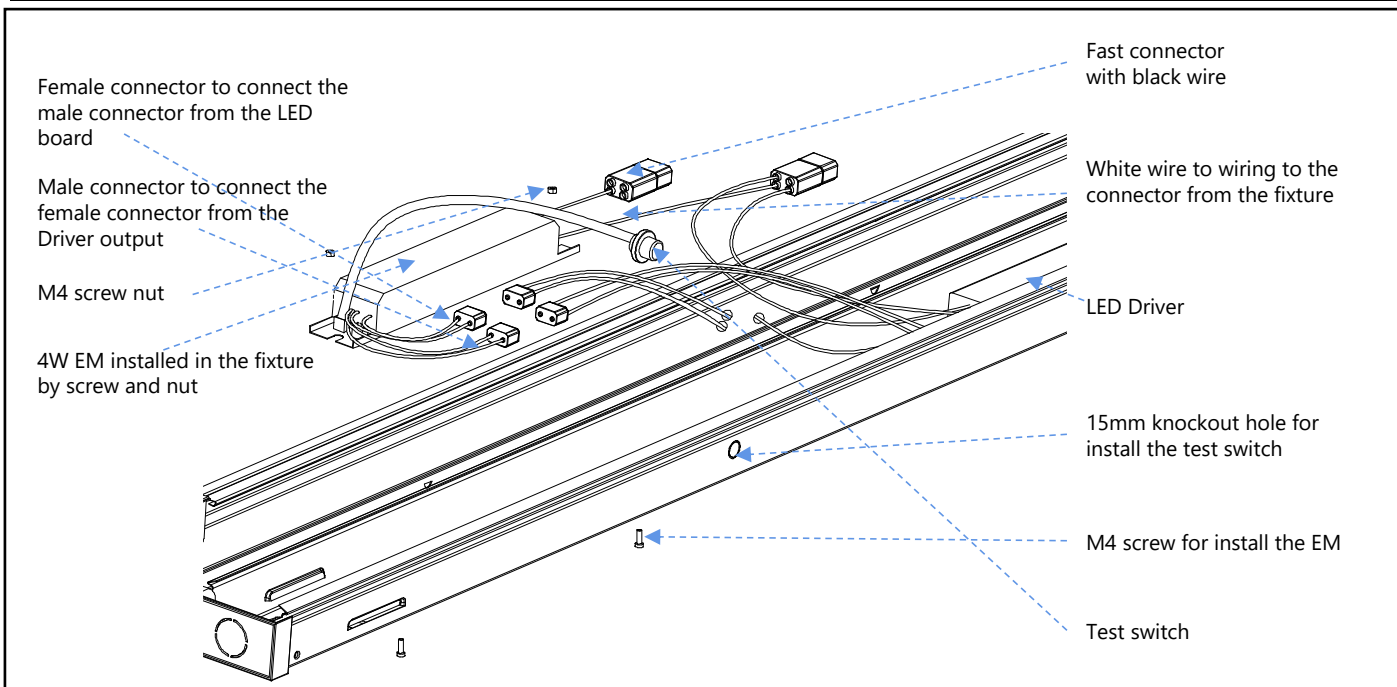 Female connector to connect the
male connector from the LED
board
Male connector to connect the
female connector from the
Driver output
M4 screw nut
4W EM installed in the fixture
by screw and nut
Fast connector
with black wire
White wire to wiring to the
connector from the fixture
LED Driver
15mm knockout hole for
install the test switch
M4 screw for install the EM
Test switch